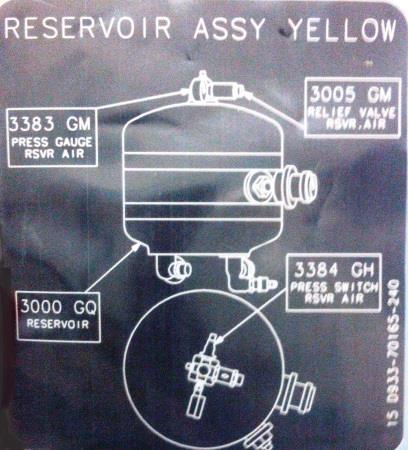 RESERVOIR ASSY YELLOW
3005 GM
RELIEF VALVE
RSVR, AIR
3383 GM
PRESS GAUGE
RSVR AIR
3384 GH
PRESS SWITCH
RSVR AIR
3000 GQ
RESERVOIR
15 D933-70165-240